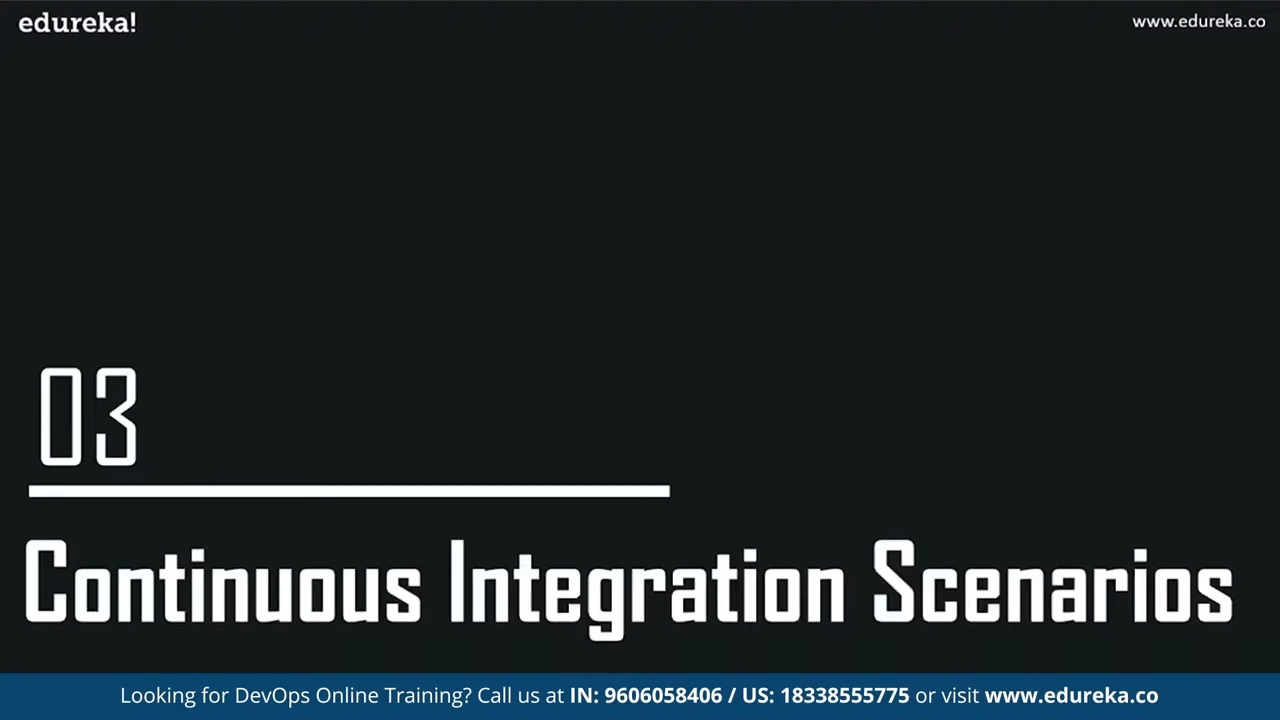 edureka!
www.edureka.co
03
Continuous Integration Scenarios
Looking for DevOps Online Training? Call us at IN: 9606058406 / US: 18338555775 or visit www.edureka.co